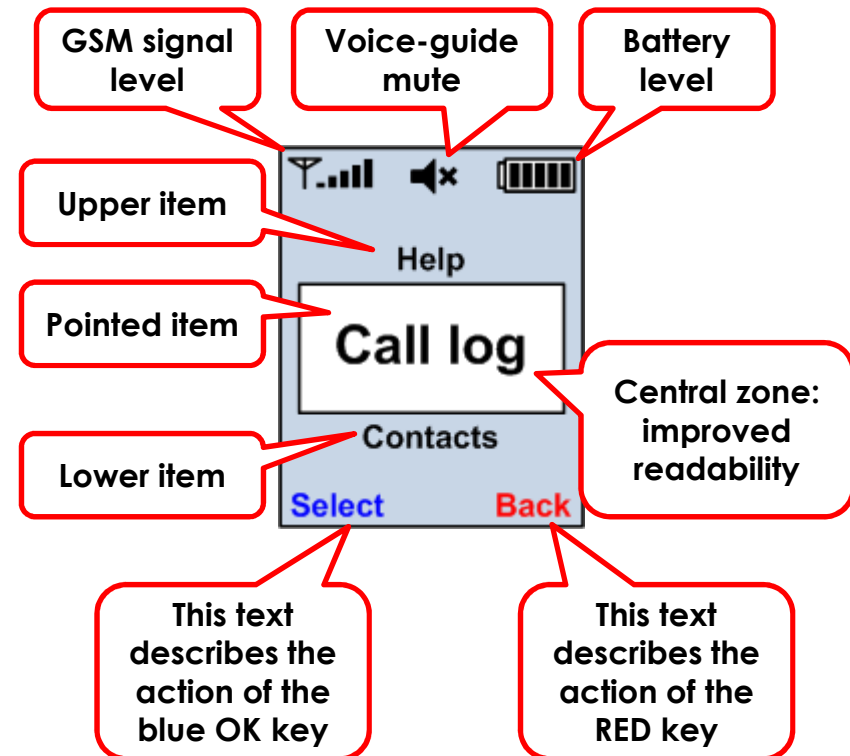 GSM signal
level
Voice-guide
mute
Battery
level
Upper item
Help
Pointed item
Call log
Central zone:
improved
readability
Contacts
Lower item
Select
Back
This text
describes the
action of the
blue OK key
This text
describes the
action of the
RED key